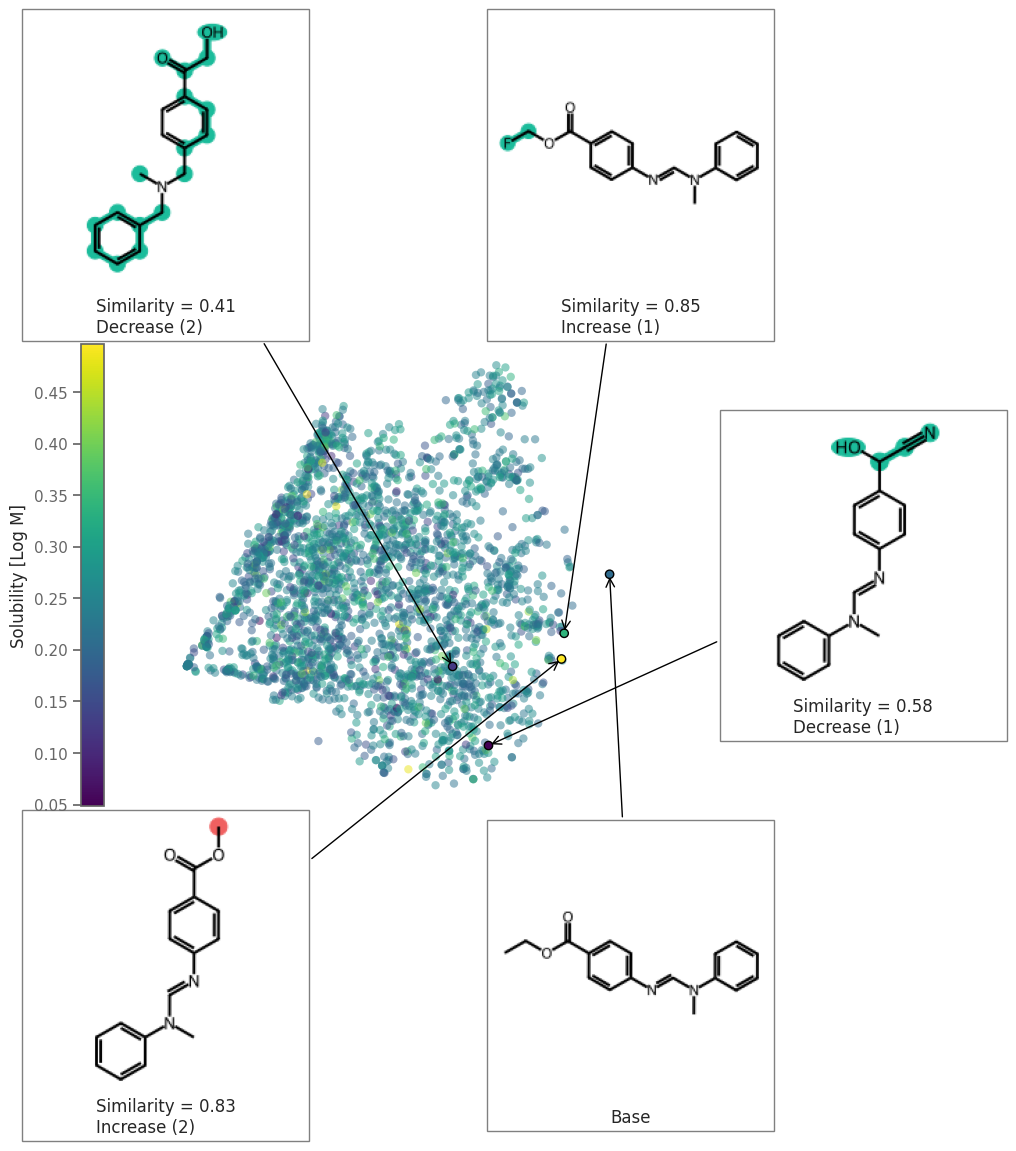 OH
O
N
Similarity = 0.41
Decrease (2)
O
F
O
N
N
Similarity = 0.85
Increase (1)
HO
N
N
N
Similarity = 0.58
Decrease (1)
Solubility [Log M]
0.45
0.40
0.35
0.30
0.25
0.20
0.15
0.10
0.05
O
O
N
N
Similarity = 0.83
Increase (2)
O
O
N
N
Base